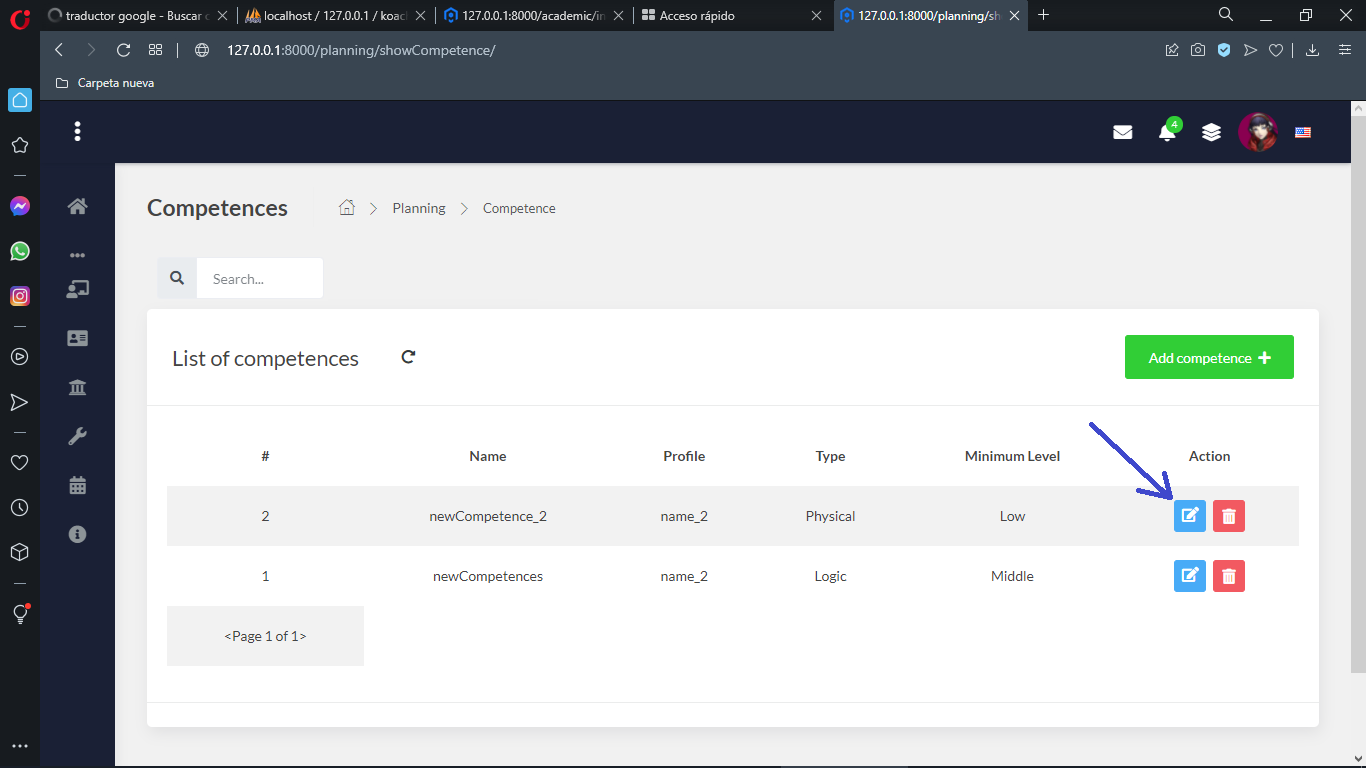 traductor google - Buscar c
localhost / 127.0.0.1 / koac
127.0.0.1:8000/academic/in
Acceso rápido
127.0.0.1:8000/planning/sh
127.0.0.1:8000/planning/showCompetence/
Carpeta nueva
4
Competences
Planning
Competence
Search...
List of competences
Add competence
# Name Profile Type Minimum Level Action
2 newCompetence_2 name_2 Physical Low
1 newCompetences name_2 Logic Middle
<Page 1 of 1>